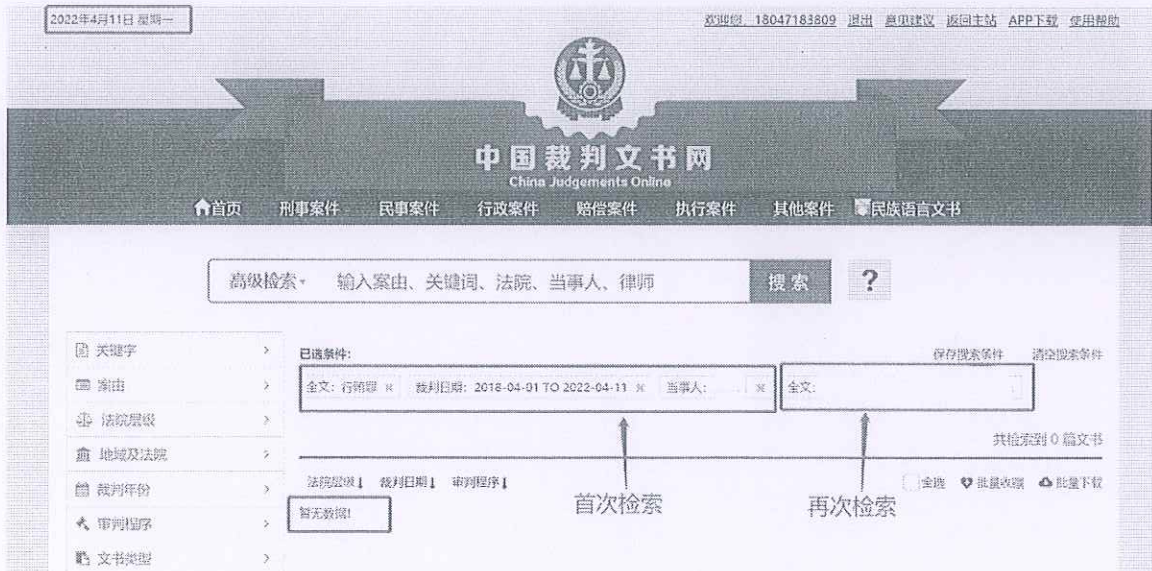 2022年4月11日 星期一
欢迎您，18047183809 退出 意见建议 返回主站 APP下载 使用帮助
中国裁判文书网
China Judgements Online
首页 刑事案件 民事案件 行政案件 赔偿案件 执行案件 其他案件 民族语言文书
高级检索 输入案由、关键词、法院、当事人、律师 搜索 ?
关键字
案由
法院层级
地域及法院
裁判年份
审判程序
文书类型
已选条件:
保存搜索条件 清空搜索条件
全文：行贿罪 × 裁判日期：2018-04-01 TO 2022-04-11 × 当事人： × 全文：
共检索到 0 篇文书
法院层级↓ 裁判日期↓ 审判程序↓
全选 批量收藏 批量下载
暂无数据!
首次检索 再次检索